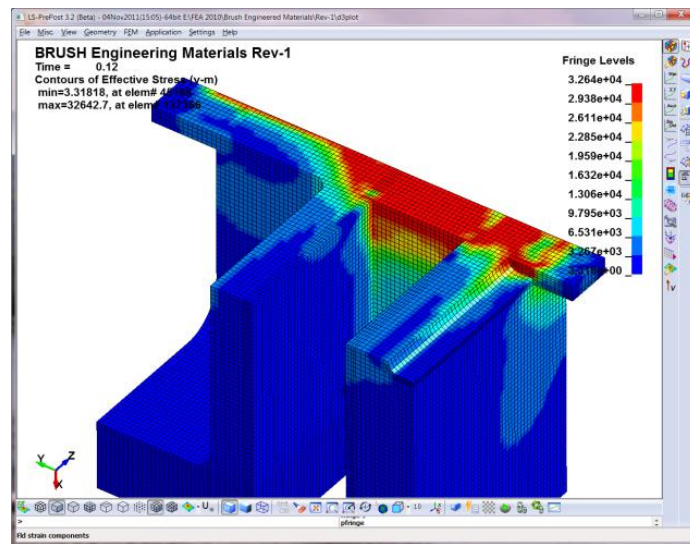 LS-PrePost 3.2 (Beta) - 04Nov2011(15:05)-64bit E:\FEA 2010\Brush Engineered Materials\Rev-1\d3plot
File Misc. View Geometry FEM Application Settings Help
BRUSH Engineering Materials Rev-1
Time = 0.12
Contours of Effective Stress (v-m)
min=3.31818, at elem#
max=32642.7, at elem#
Fringe Levels
3.264e+04
2.938e+04
2.611e+04
2.285e+04
1.959e+04
1.632e+04
1.306e+04
9.795e+03
6.531e+03
3.267e+03
Y
Z
X
>
pfringe
Fld strain components